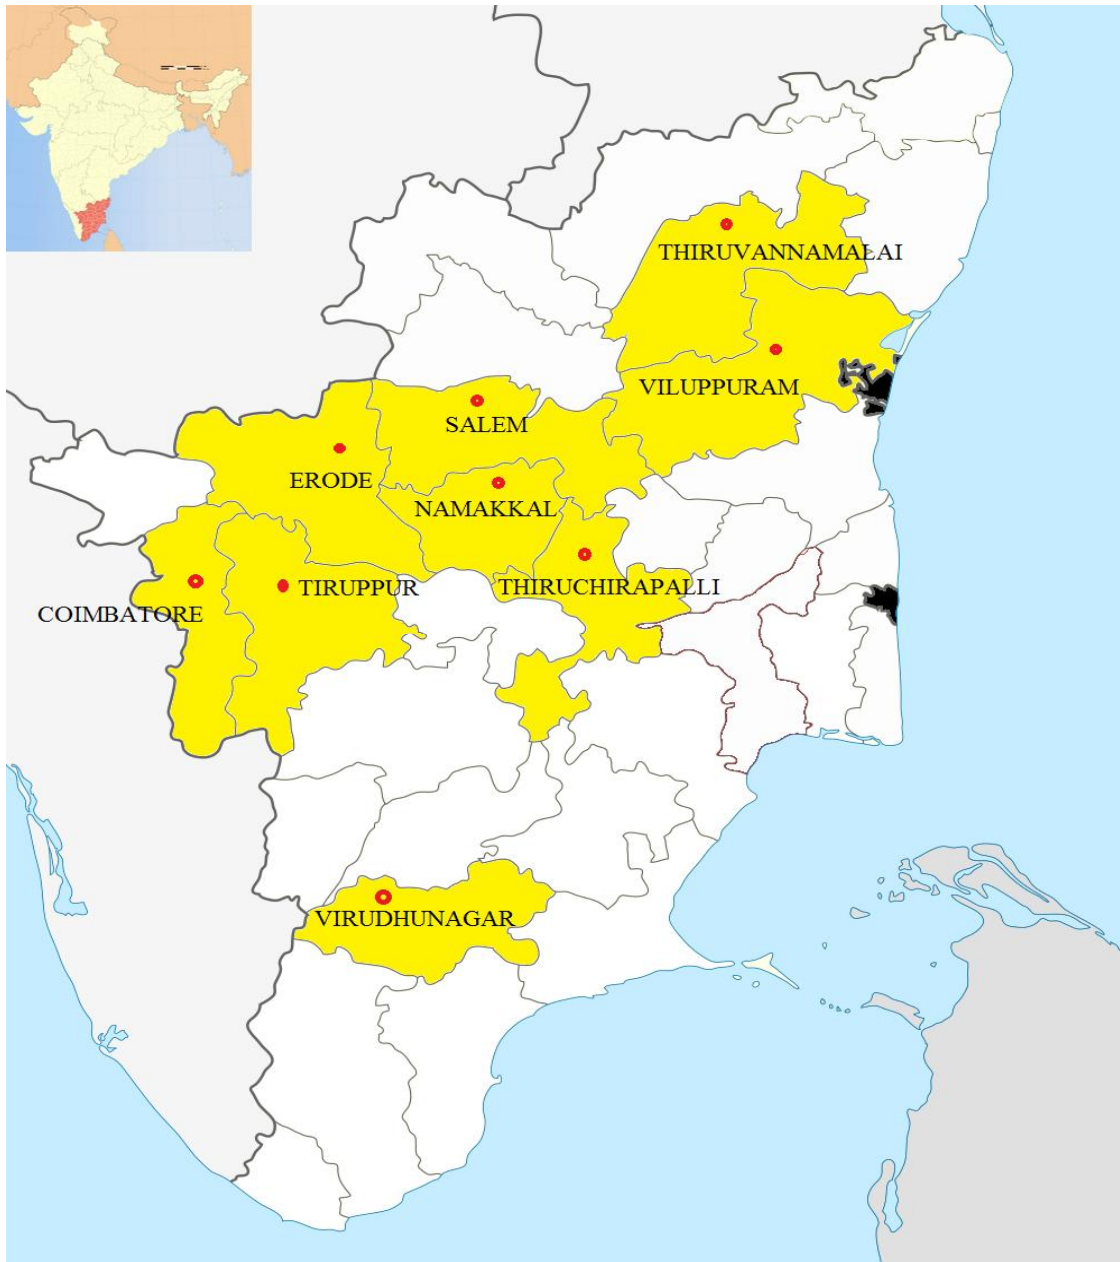 THIRUVANNAMALAI
VILUPPURAM
SALEM
ERODE
NAMAKKAL
THIRUCHIRAPALLI
TIRUPPUR
COIMBATORE
VIRUDHUNAGAR